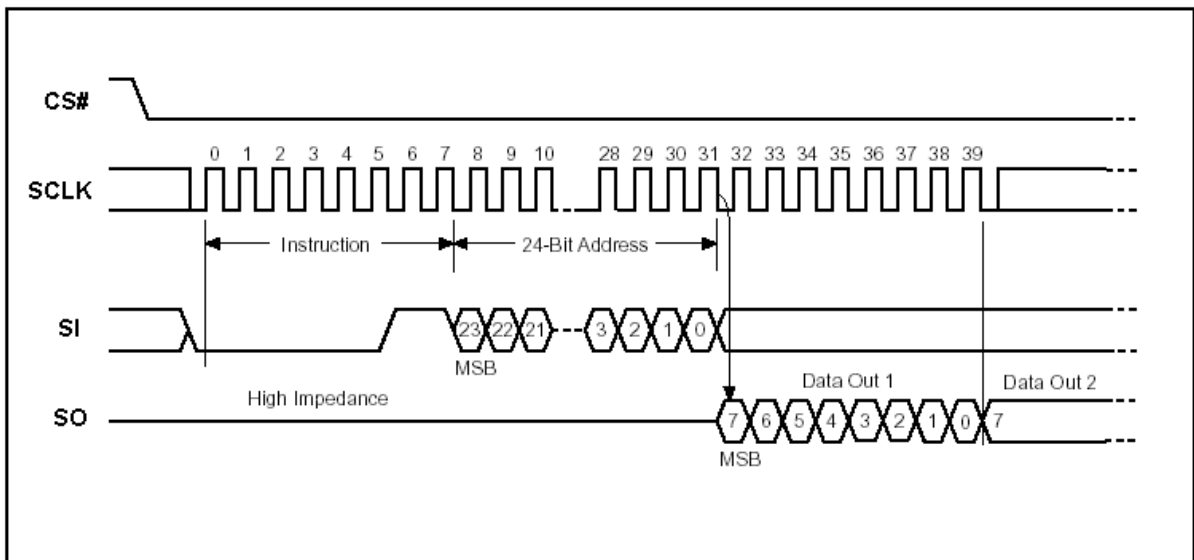 CS#
0 1 2 3 4 5 6 7 8 9 10 28 29 30 31 32 33 34 35 36 37 38 39
SCLK
Instruction 24-Bit Address
SI 23 22 21 3 2 1 0
MSB
High Impedance Data Out 1 Data Out 2
SO 7 6 5 4 3 2 1 0 7
MSB